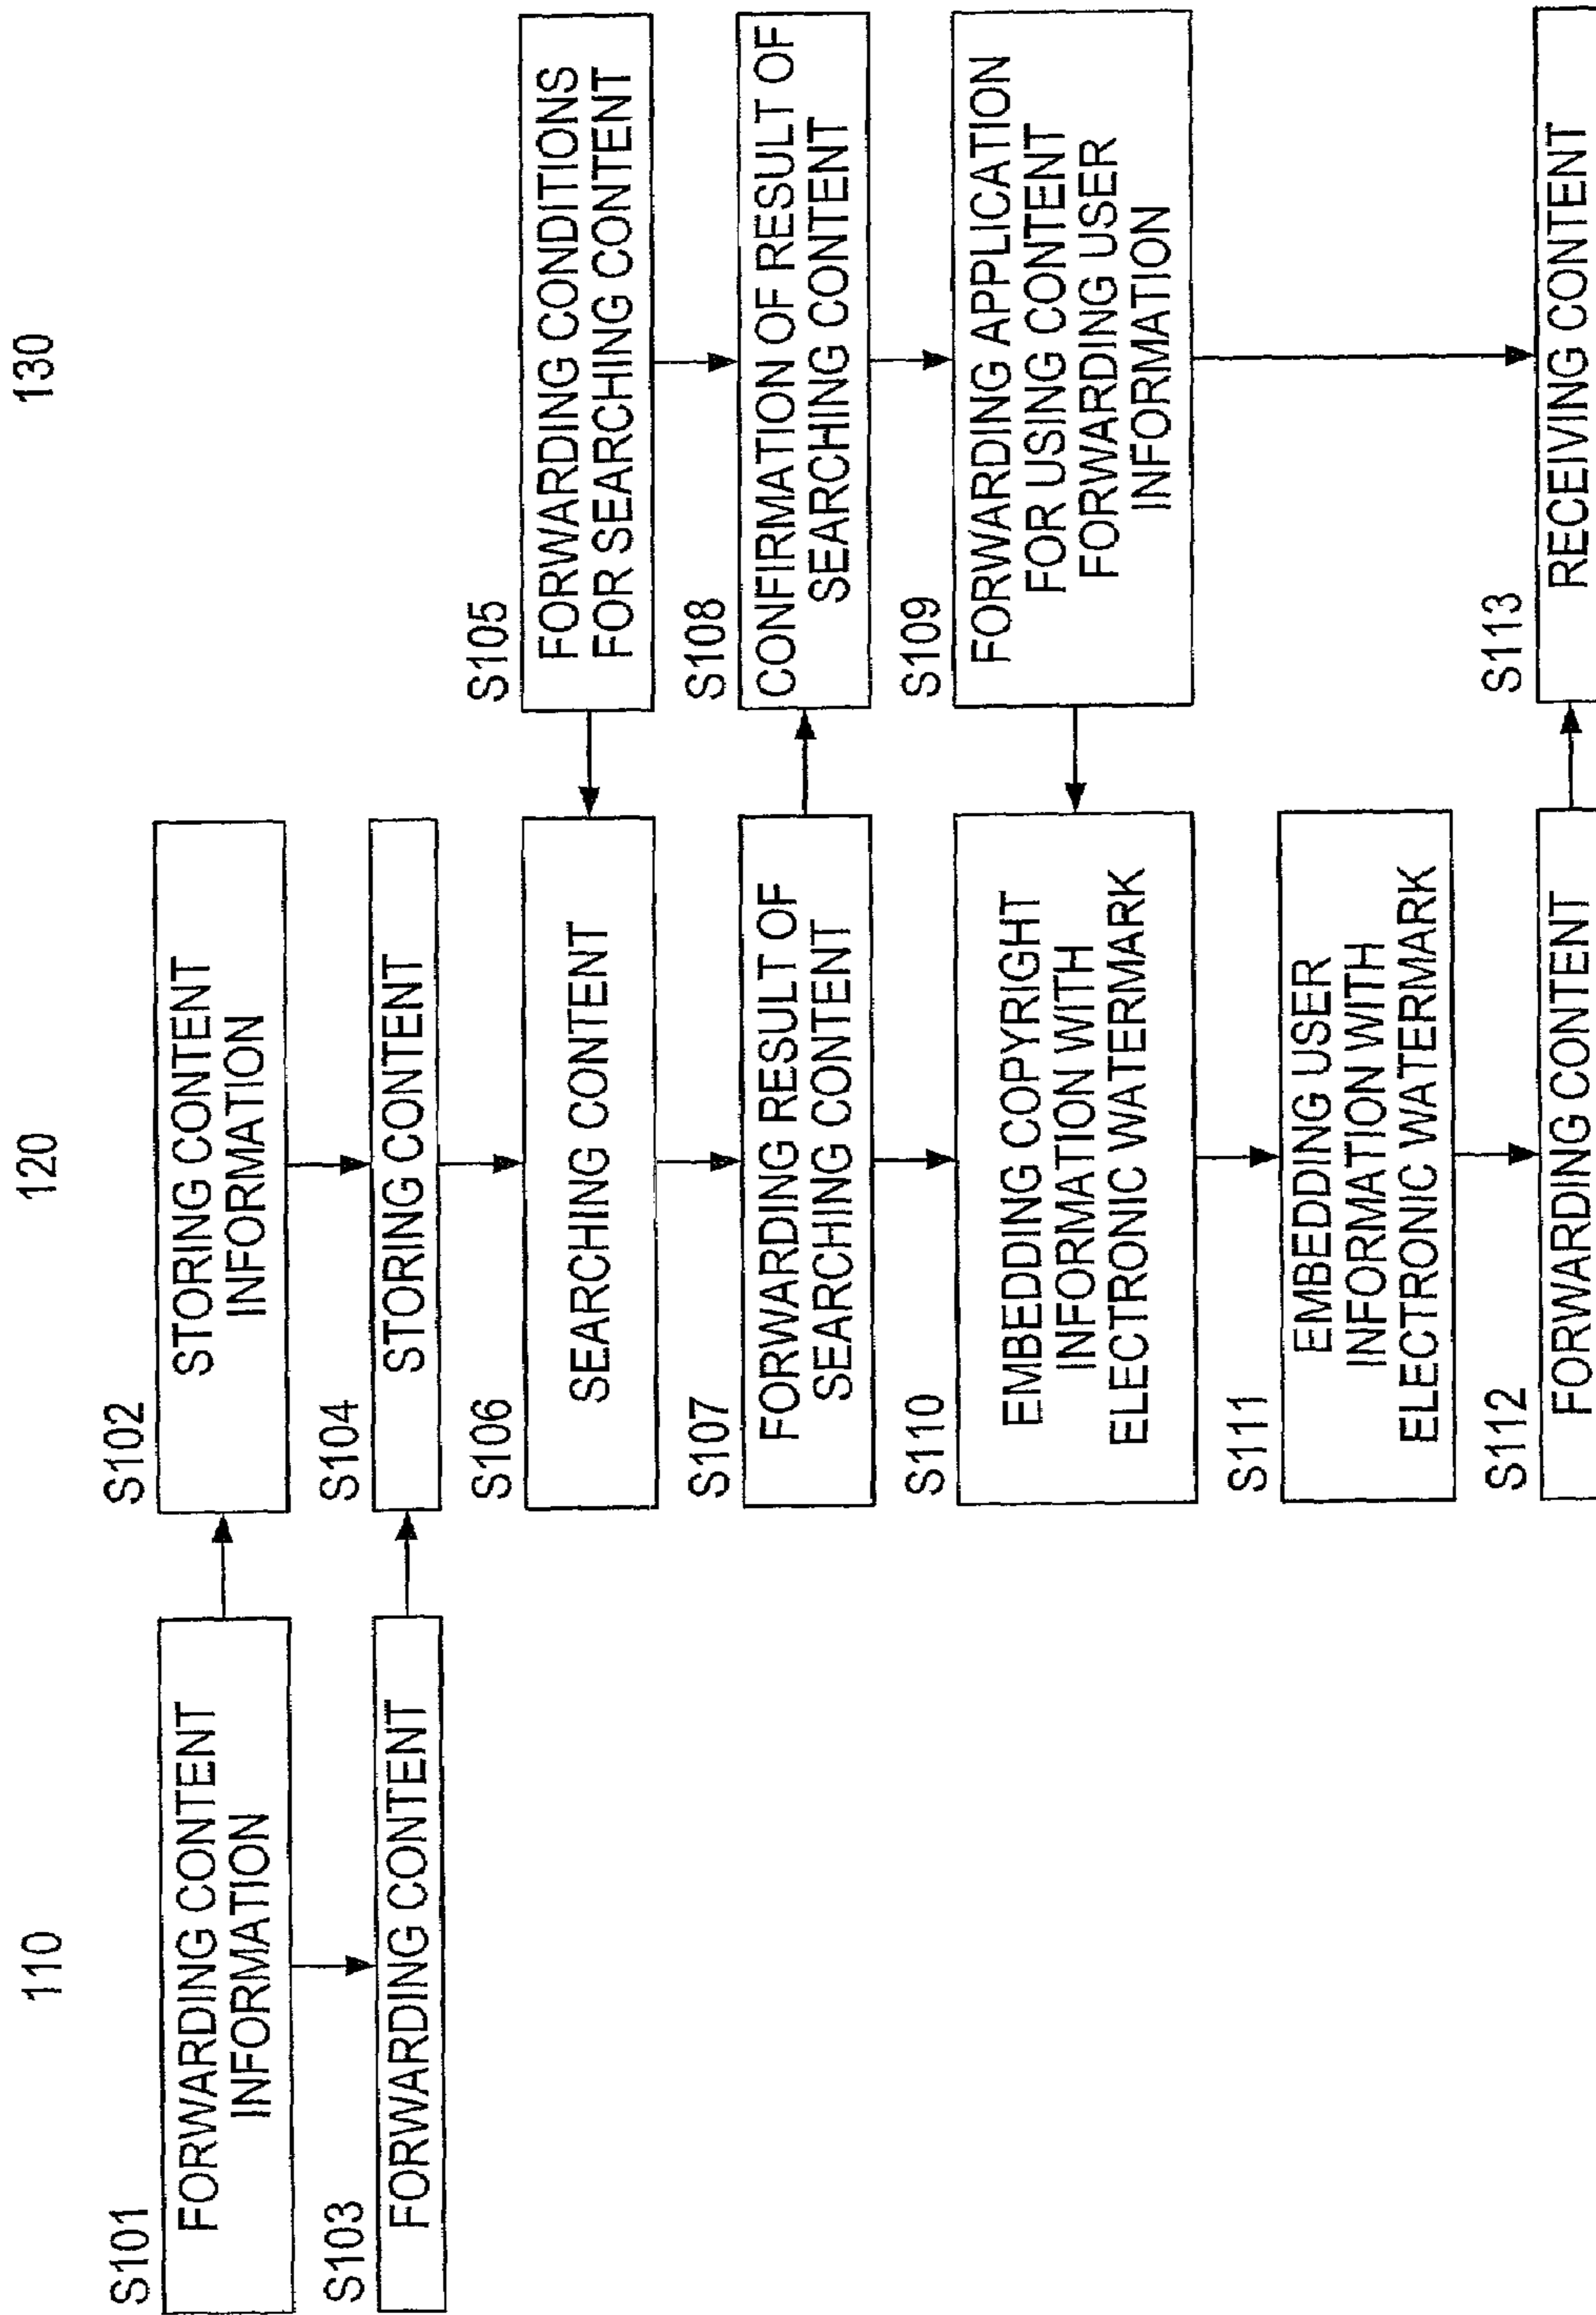 110
120
130
S101
FORWARDING CONTENT
INFORMATION
S102
STORING CONTENT
INFORMATION
S103
FORWARDING CONTENT
S104
STORING CONTENT
S105
FORWARDING CONDITIONS
FOR SEARCHING CONTENT
S106
SEARCHING CONTENT
S107
FORWARDING RESULT OF
SEARCHING CONTENT
S108
CONFIRMATION OF RESULT OF
SEARCHING CONTENT
S109
FORWARDING APPLICATION
FOR USING CONTENT
FORWARDING USER
INFORMATION
S110
EMBEDDING COPYRIGHT
INFORMATION WITH
ELECTRONIC WATERMARK
S111
EMBEDDING USER
INFORMATION WITH
ELECTRONIC WATERMARK
S112
FORWARDING CONTENT
S113
RECEIVING CONTENT